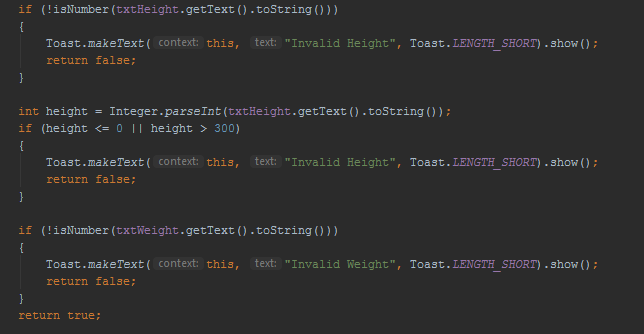 if (!isNumber(txtHeight.getText().toString()))
{
Toast.makeText( context: this, text: "Invalid Height", Toast.LENGTH_SHORT).show();
return false;
}
int height = Integer.parseInt(txtHeight.getText().toString());
if (height <= 0 || height > 300)
{
Toast.makeText( context: this, text: "Invalid Height", Toast.LENGTH_SHORT).show();
return false;
}
if (!isNumber(txtWeight.getText().toString()))
{
Toast.makeText( context: this, text: "Invalid Weight", Toast.LENGTH_SHORT).show();
return false;
}
return true;